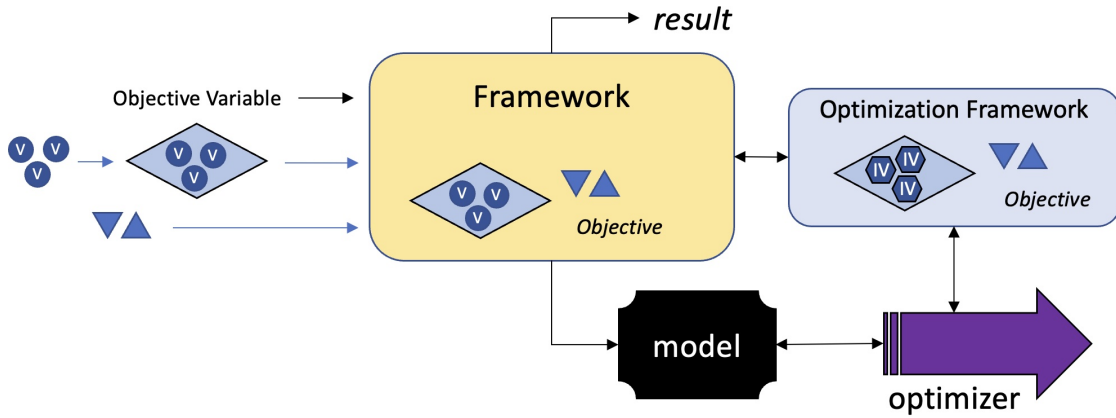 result
Objective Variable
Framework
Optimization Framework
V V
V
V V
V
V V
V
Objective
IV IV
IV
Objective
model
optimizer